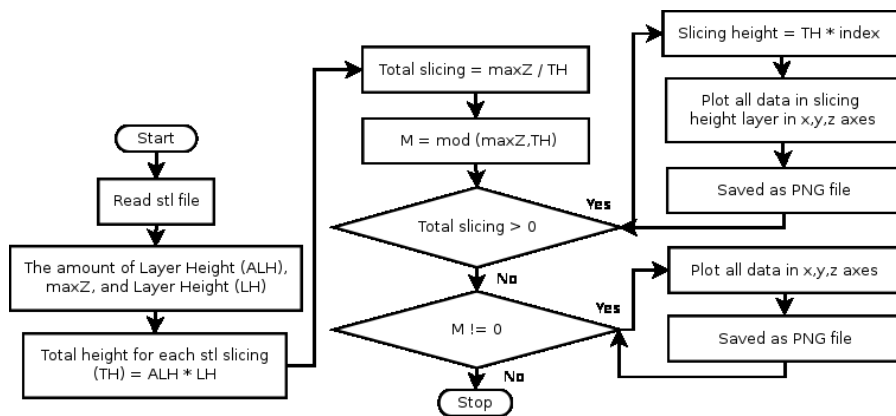 Start
Read stl file
The amount of Layer Height (ALH),
maxZ, and Layer Height (LH)
Total height for each stl slicing
(TH) = ALH * LH
Total slicing = maxZ / TH
M = mod (maxZ,TH)
Total slicing > 0
Yes
No
Slicing height = TH * index
Plot all data in slicing
height layer in x,y,z axes
Saved as PNG file
M != 0
Yes
No
Plot all data in x,y,z axes
Saved as PNG file
Stop